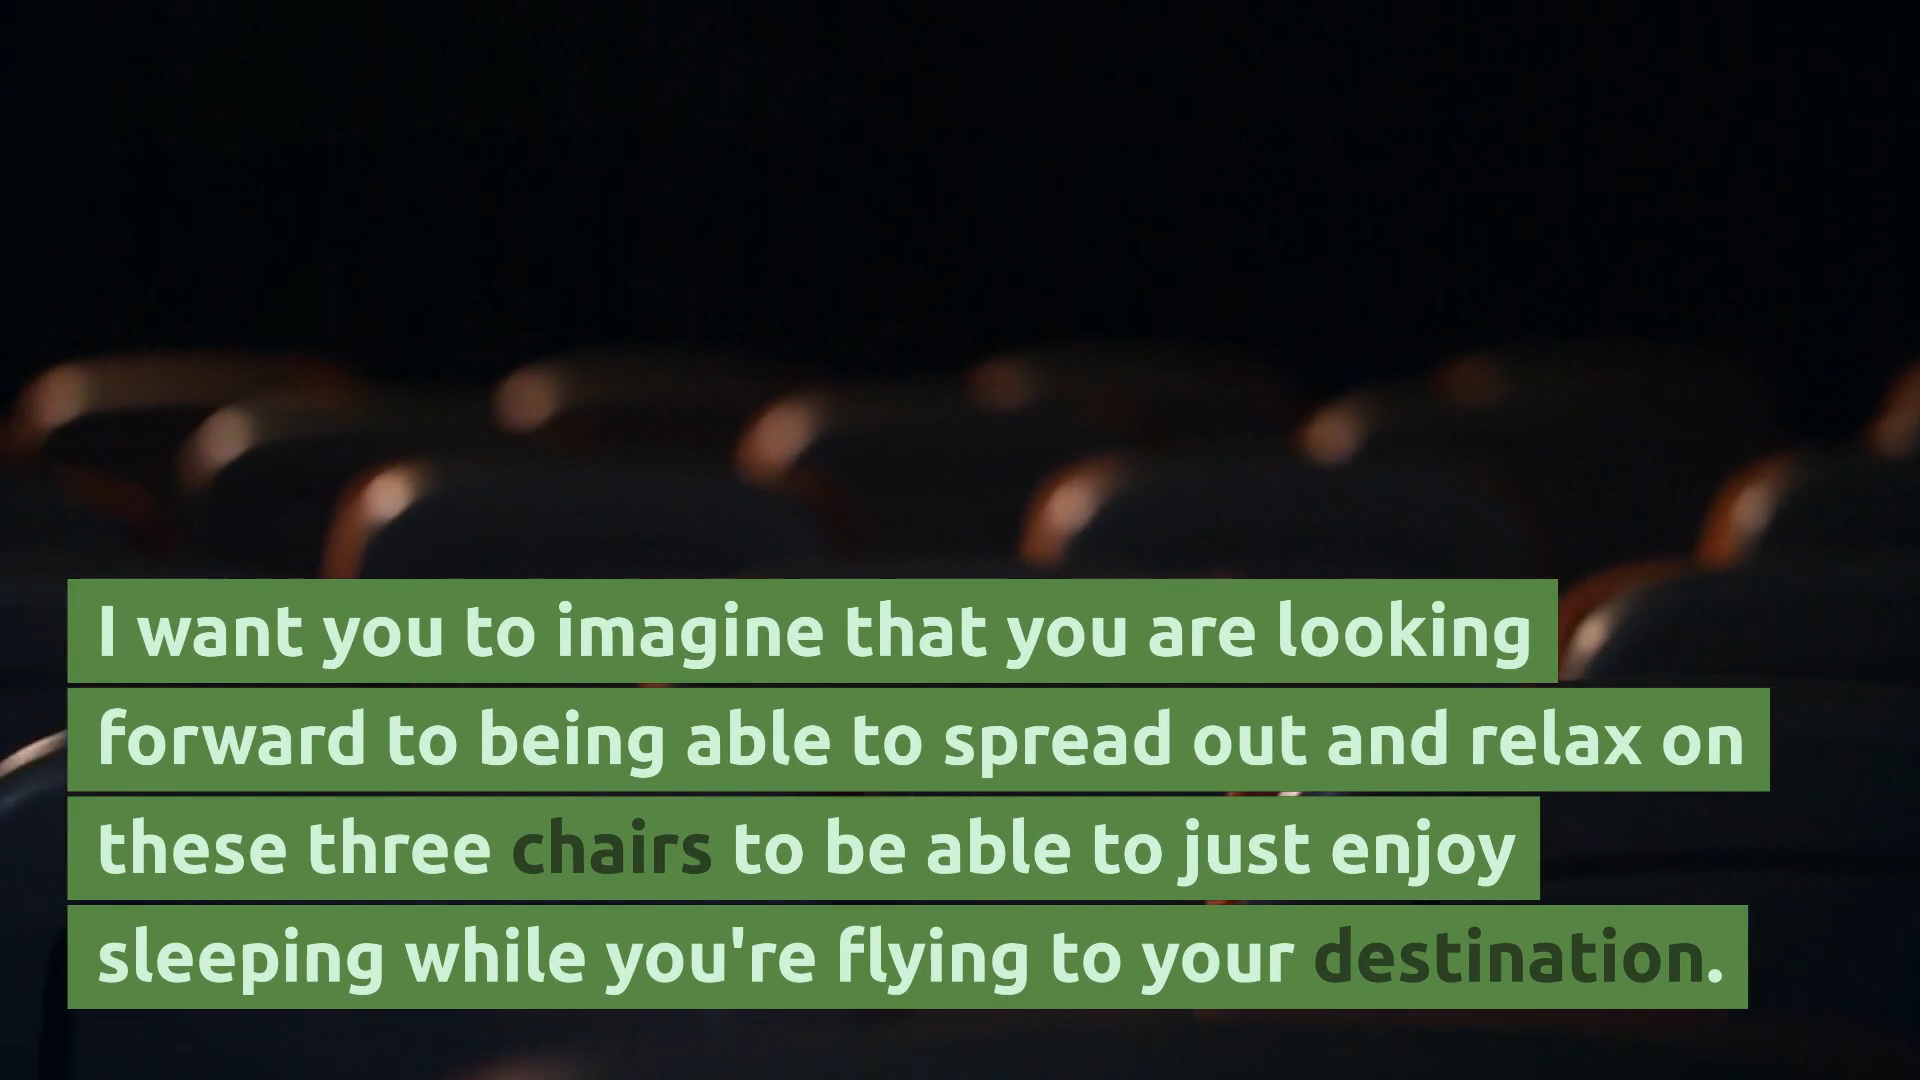 I want you to imagine that you are looking
forward to being able to spread out and relax on
these three chairs to be able to just enjoy
sleeping while you're flying to your destination.